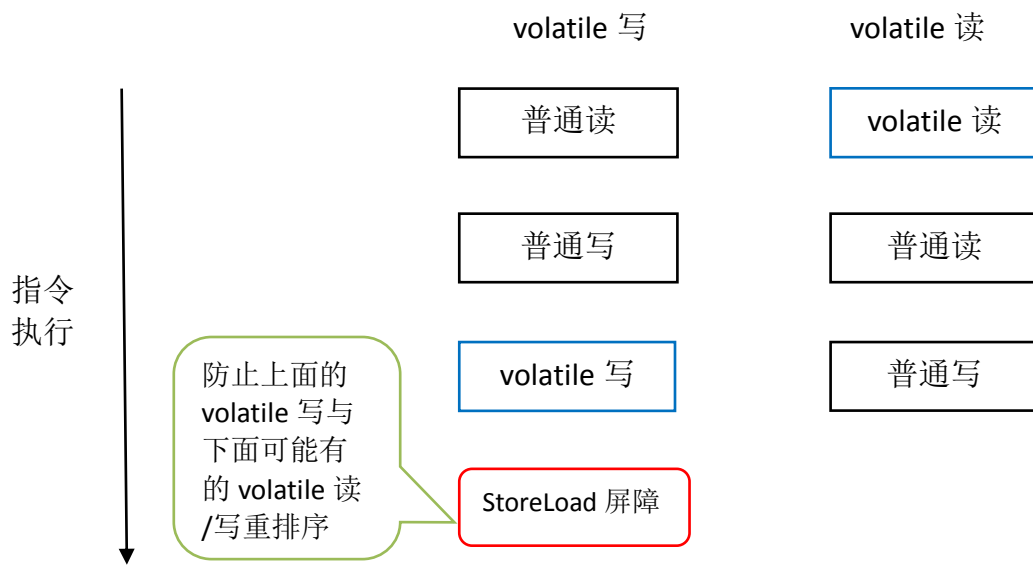 volatile 写
volatile 读
普通读
volatile 读
普通写
普通读
指令
执行
防止上面的
volatile 写与
下面可能有
的 volatile 读
/写重排序
volatile 写
普通写
StoreLoad 屏障